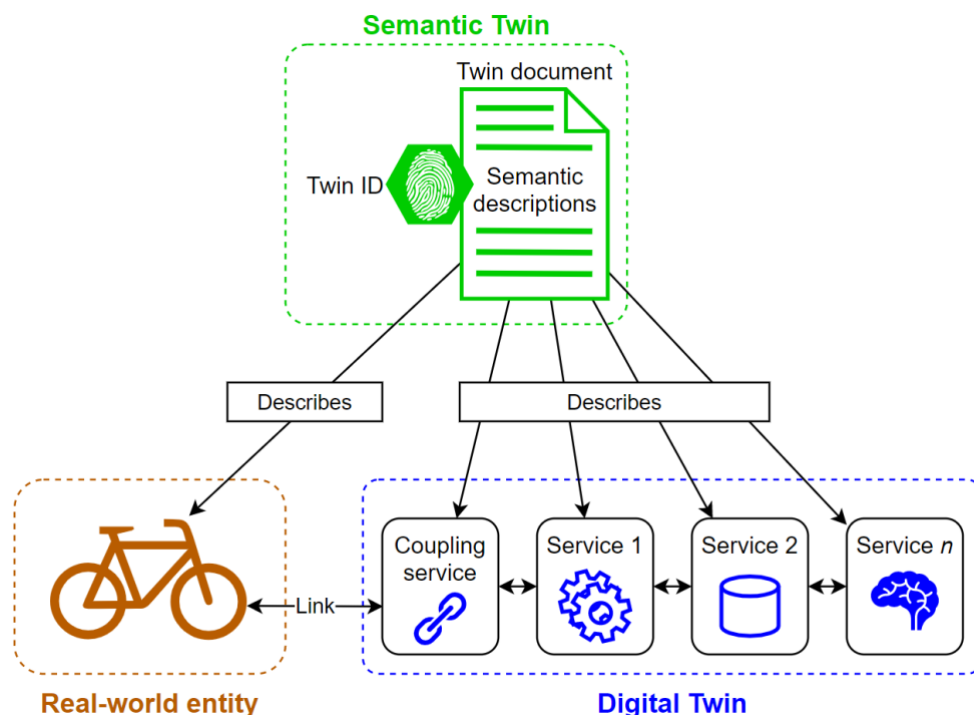 Semantic Twin
Twin document
Twin ID
Semantic
descriptions
Describes
Describes
Coupling
service
Service 1
Service 2
Service n
Link
Real-world entity
Digital Twin